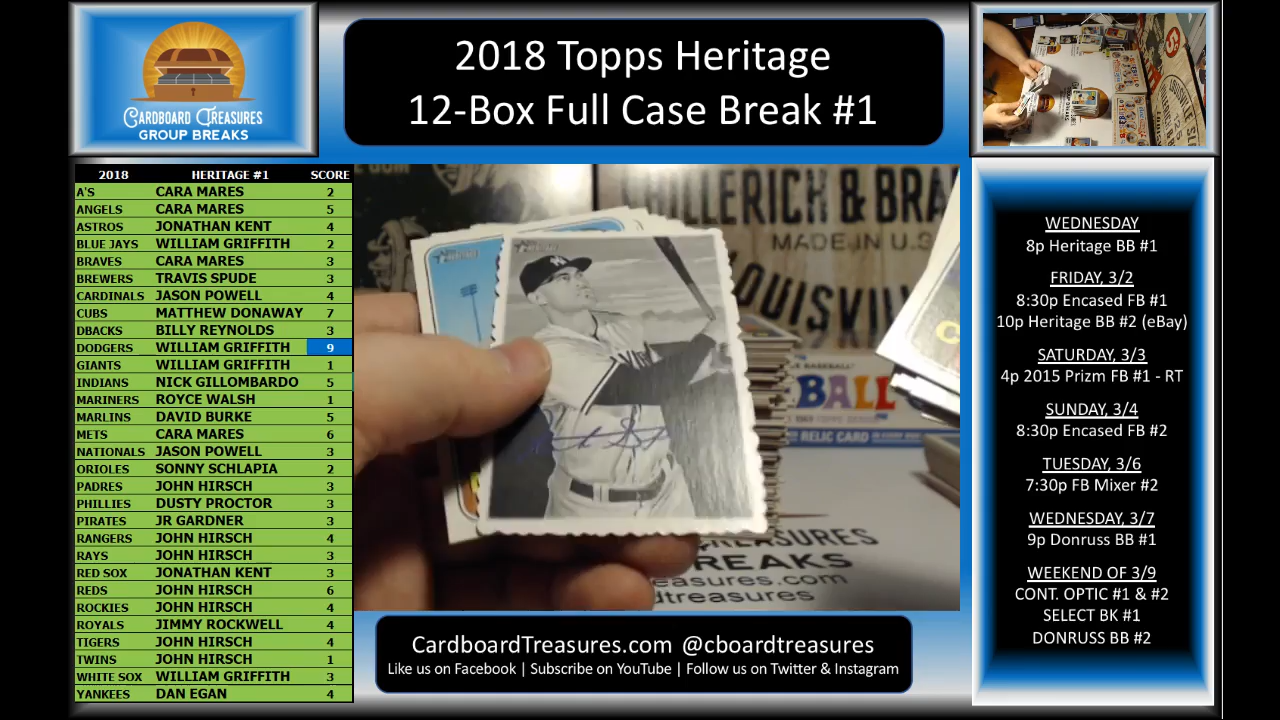 CARDBOARD TREASURES
GROUP BREAKS
2018 Topps Heritage
12-Box Full Case Break #1
2018 HERITAGE #1 SCORE
A'S CARA MARES 2
ANGELS CARA MARES 5
ASTROS JONATHAN KENT 4
BLUE JAYS WILLIAM GRIFFITH 2
BRAVES CARA MARES 3
BREWERS TRAVIS SPUDE 3
CARDINALS JASON POWELL 4
CUBS MATTHEW DONAWAY 7
DBACKS BILLY REYNOLDS 3
DODGERS WILLIAM GRIFFITH 9
GIANTS WILLIAM GRIFFITH 1
INDIANS NICK GILLOMBARDO 5
MARINERS ROYCE WALSH 1
MARLINS DAVID BURKE 5
METS CARA MARES 6
NATIONALS JASON POWELL 3
ORIOLES SONNY SCHLAPIA 2
PADRES JOHN HIRSCH 3
PHILLIES DUSTY PROCTOR 3
PIRATES JR GARDNER 3
RANGERS JOHN HIRSCH 4
RAYS JOHN HIRSCH 3
RED SOX JONATHAN KENT 3
REDS JOHN HIRSCH 6
ROCKIES JOHN HIRSCH 4
ROYALS JIMMY ROCKWELL 4
TIGERS JOHN HIRSCH 4
TWINS JOHN HIRSCH 1
WHITE SOX WILLIAM GRIFFITH 3
YANKEES DAN EGAN 4
LLERICH & BRA
MADE IN U.S
OUISVIL
BALL
RELIC CARD
REASURES
REAKS
easures.com
dtreasures
WEDNESDAY
8p Heritage BB #1
FRIDAY, 3/2
8:30p Encased FB #1
10p Heritage BB #2 (eBay)
SATURDAY, 3/3
4p 2015 Prizm FB #1 - RT
SUNDAY, 3/4
8:30p Encased FB #2
TUESDAY, 3/6
7:30p FB Mixer #2
WEDNESDAY, 3/7
9p Donruss BB #1
WEEKEND OF 3/9
CONT. OPTIC #1 & #2
SELECT BK #1
DONRUSS BB #2
CardboardTreasures.com @cboardtreasures
Like us on Facebook | Subscribe on YouTube | Follow us on Twitter & Instagram